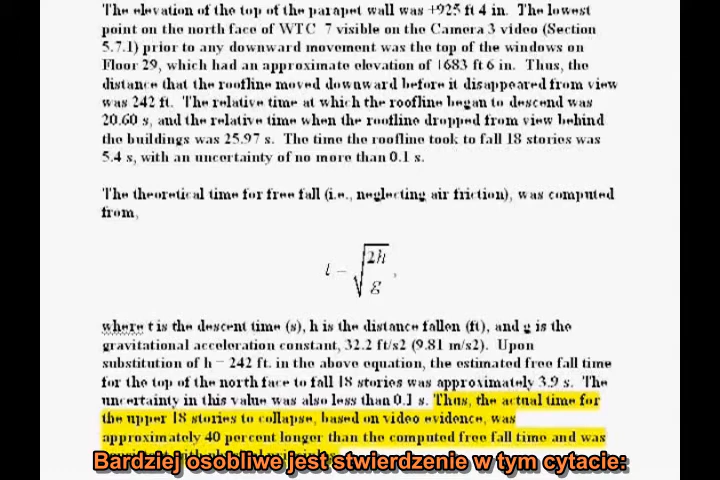 The elevation of the top of the parapet wall was +925 ft 4 in. The lowest
point on the north face of WTC 7 visible on the Camera 3 video (Section
5.7.1) prior to any downward movement was the top of the windows on
Floor 29, which had an approximate elevation of +683 ft 6 in. Thus, the
distance that the roofline moved downward before it disappeared from view
was 242 ft. The relative time at which the roofline began to descend was
20.60 s, and the relative time when the roofline dropped from view behind
the buildings was 25.97 s. The time the roofline took to fall 18 stories was
5.4 s, with an uncertainty of no more than 0.1 s.
The theoretical time for free fall (i.e., neglecting air friction), was computed
from,
t = √(2h/g),
where t is the descent time (s), h is the distance fallen (ft), and g is the
gravitational acceleration constant, 32.2 ft/s2 (9.81 m/s2). Upon
substitution of h = 242 ft. in the above equation, the estimated free fall time
for the top of the north face to fall 18 stories was approximately 3.9 s. The
uncertainty in this value was also less than 0.1 s. Thus, the actual time for
the upper 18 stories to collapse, based on video evidence, was
approximately 40 percent longer than the computed free fall time and was
Bardziej osobliwe jest stwierdzenie w tym cytacie: